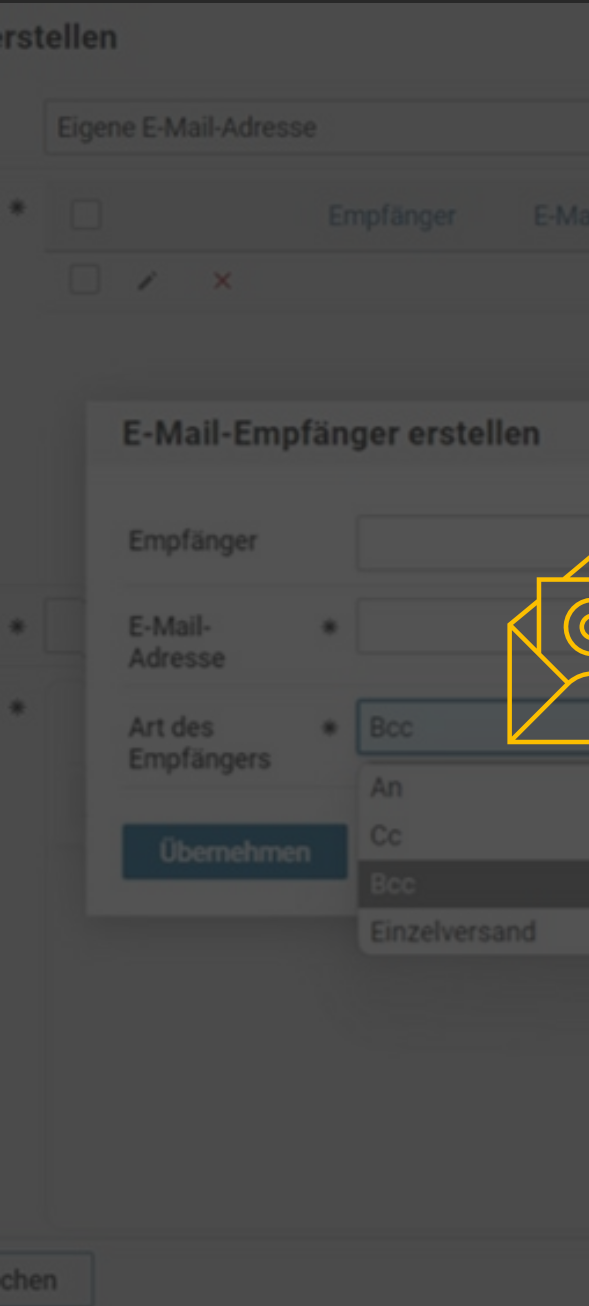 erstellen
Eigene E-Mail-Adresse
Empfänger E-Ma
E-Mail-Empfänger erstellen
Empfänger
E-Mail-
Adresse
Art des
Empfängers
Bcc
An
Cc
Bcc
Einzelversand
Übernehmen
chen